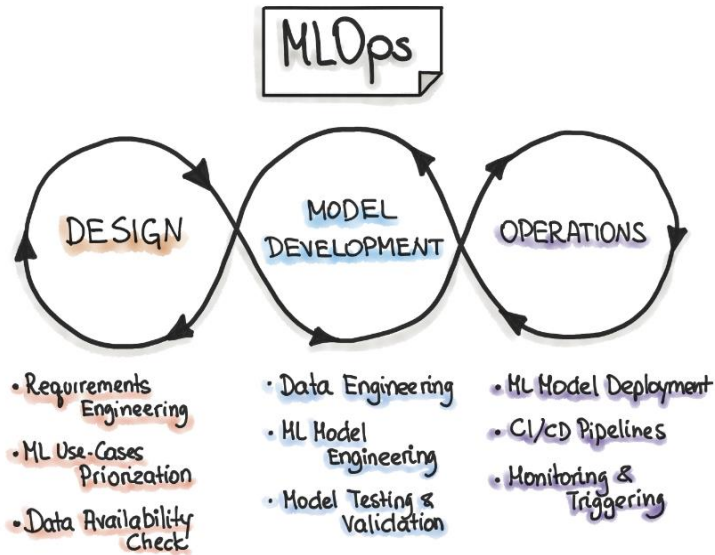 MLOps
DESIGN
MODEL
DEVELOPMENT
OPERATIONS
• Requirements
Engineering
• ML Use-Cases
Priorization
• Data Availability
Check
• Data Engineering
• ML Model
Engineering
• Model Testing &
Validation
• ML Model Deployment
• CI/CD Pipelines
• Monitoring &
Triggering